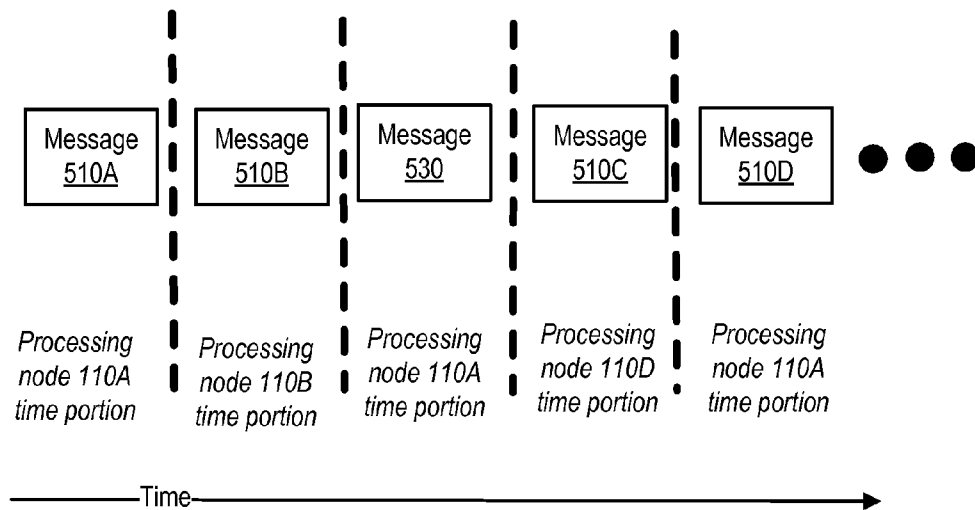 Message
510A
Message
510B
Message
530
Message
510C
Message
510D
Processing
node 110A
time portion
Processing
node 110B
time portion
Processing
node 110A
time portion
Processing
node 110D
time portion
Processing
node 110A
time portion
Time